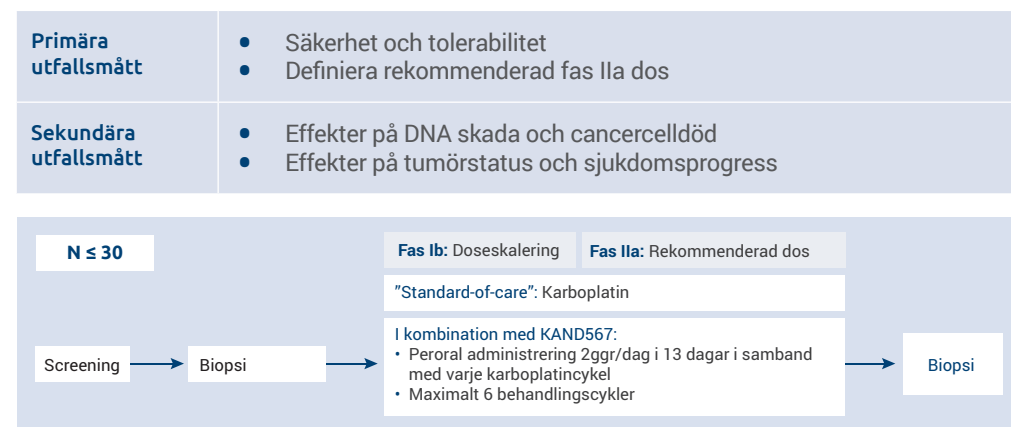 Primära
utfallsmått
• Säkerhet och tolerabilitet
• Definiera rekommenderad fas IIa dos
Sekundära
utfallsmått
• Effekter på DNA skada och cancercelldöd
• Effekter på tumörstatus och sjukdomsprogress
N ≤ 30
Fas Ib: Doseskalering
Fas IIa: Rekommenderad dos
”Standard-of-care”: Karboplatin
Screening
Biopsi
I kombination med KAND567:
• Peroral administrering 2ggr/dag i 13 dagar i samband
med varje karboplatincykel
• Maximalt 6 behandlingscykler
Biopsi